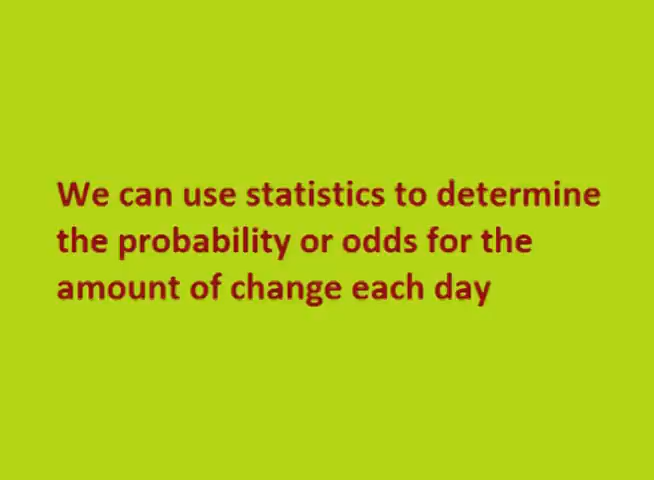 We can use statistics to determine
the probability or odds for the
amount of change each day